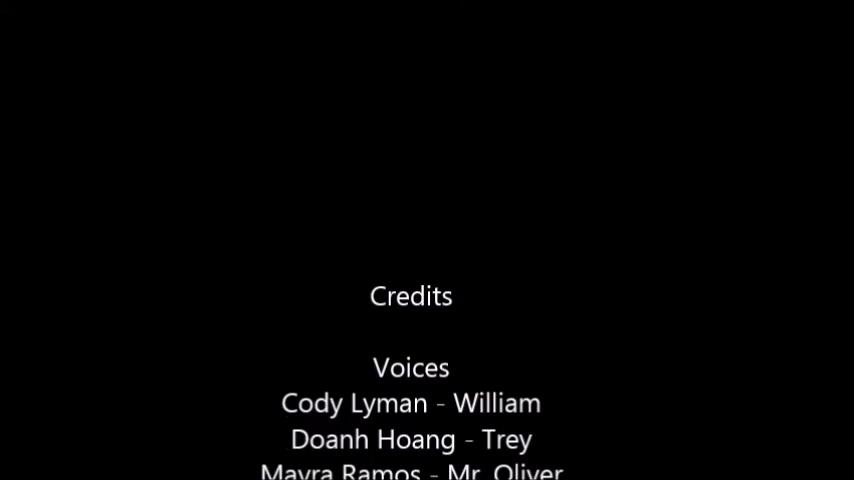 Credits
Voices
Cody Lyman - William
Doanh Hoang - Trey
Mayra Ramos - Mr. Oliver